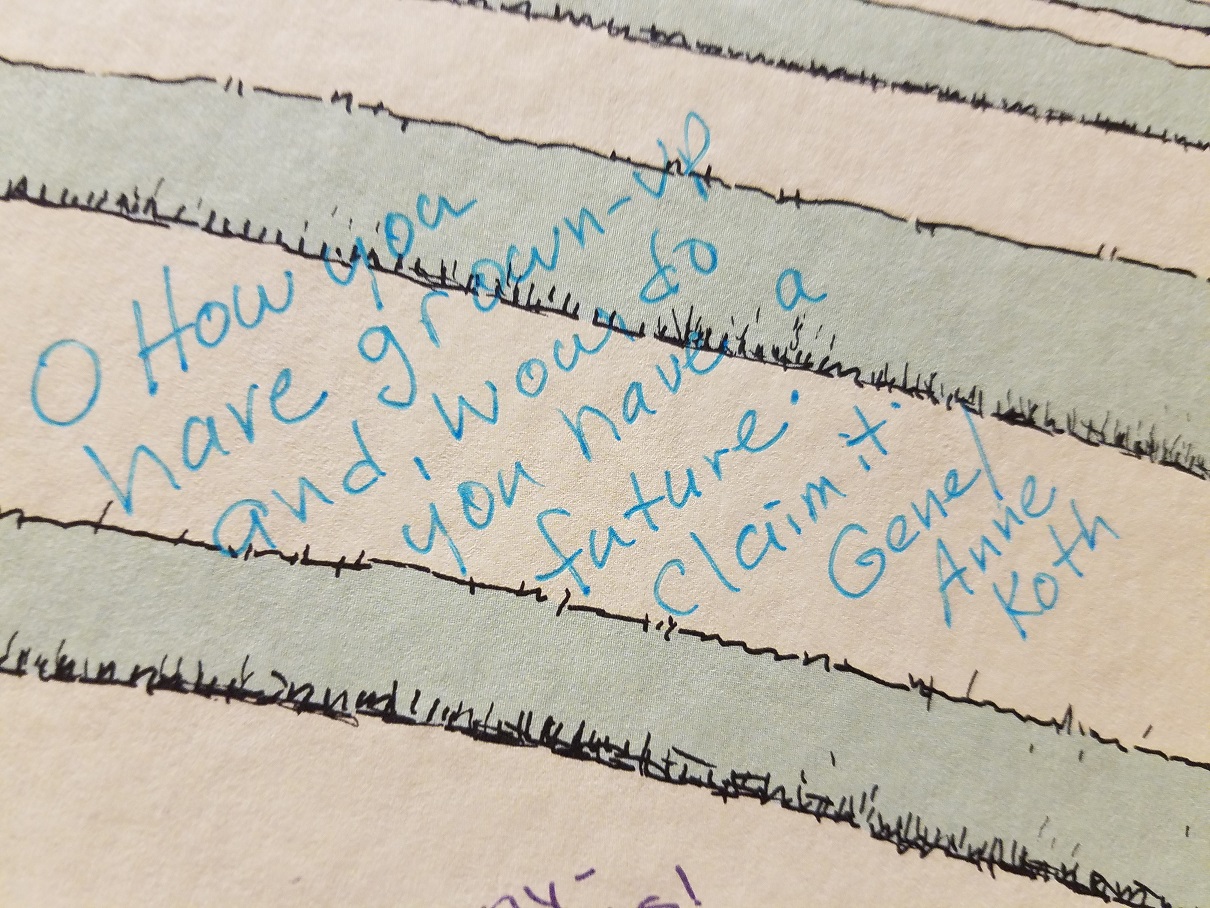 O How you
have grown-up
and, wow do
you have a
future:
Claim it.
Gene/
Anne
Koth